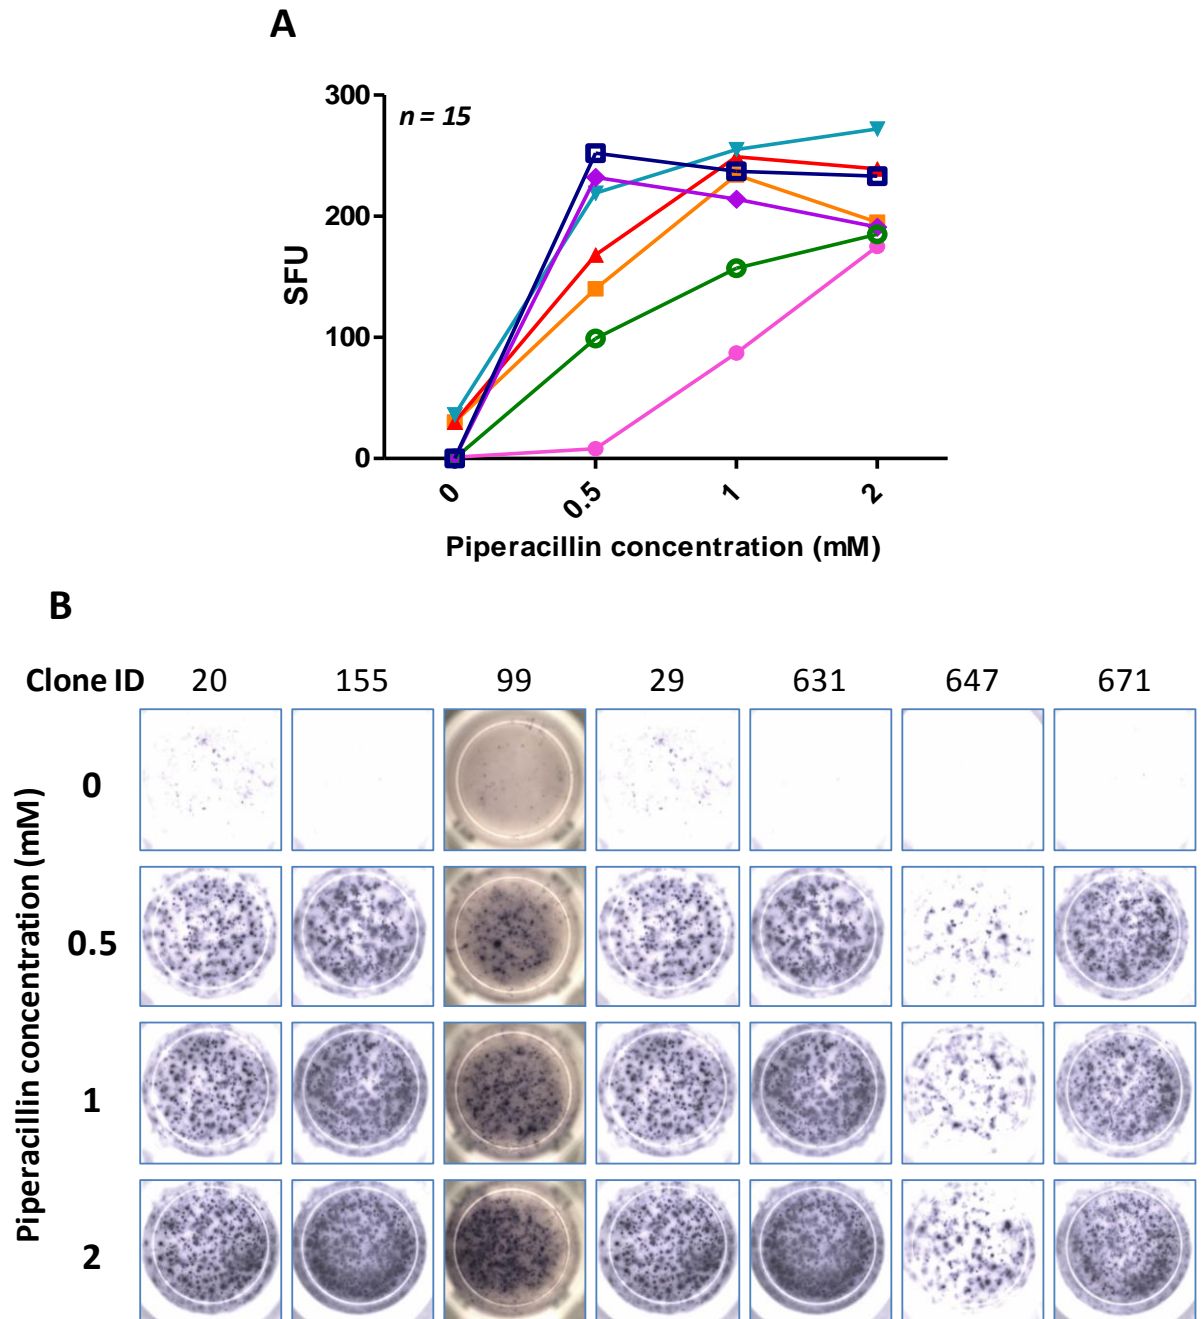 A
300
n = 15
200
100
0
SFU
0
0.5
1
2
Piperacillin concentration (mM)
B
Clone ID 20 155 99 29 631 647 671
Piperacillin concentration (mM)
0
0.5
1
2